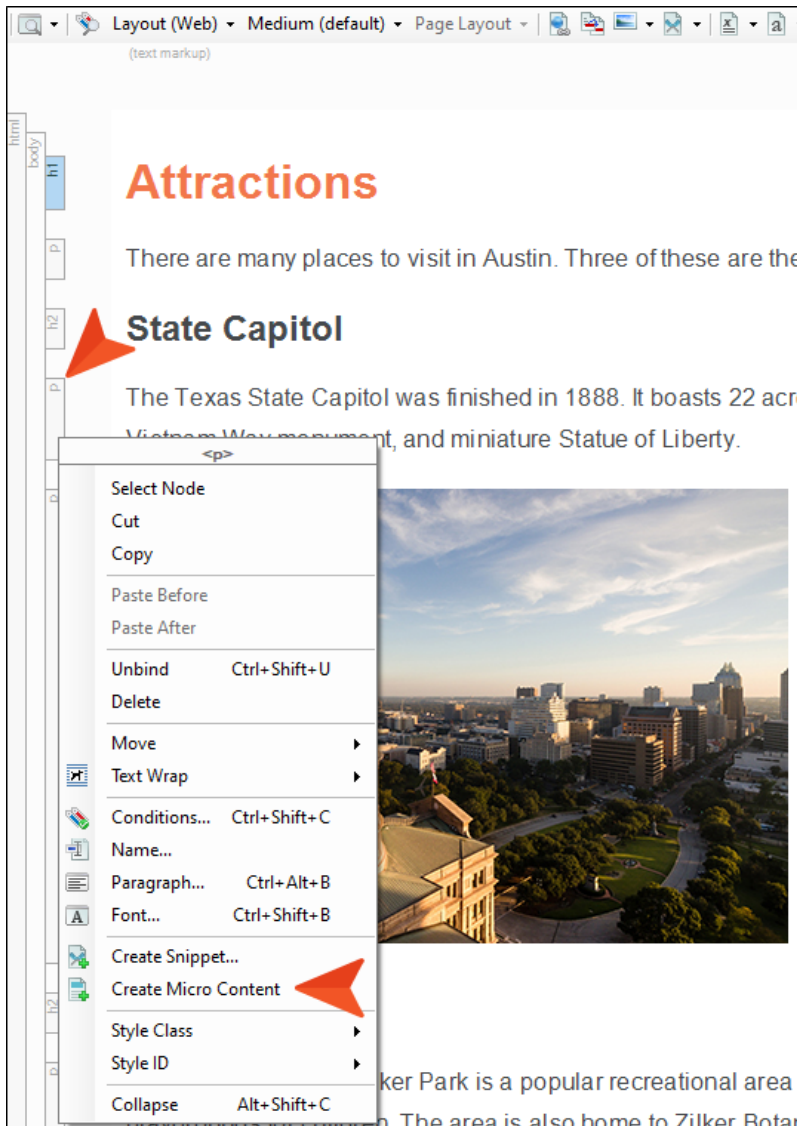 Layout (Web) Medium (default) Page Layout x a
(text markup)
html
body
h1
Attractions
p
There are many places to visit in Austin. Three of these are the
h2
State Capitol
p
The Texas State Capitol was finished in 1888. It boasts 22 acr
Vietnam Way monument, and miniature Statue of Liberty.
<p>
p
Select Node
Cut
Copy
Paste Before
Paste After
Unbind Ctrl+Shift+U
Delete
Move
Text Wrap
Conditions... Ctrl+Shift+C
Name...
Paragraph... Ctrl+Alt+B
A Font... Ctrl+Shift+B
Create Snippet...
Create Micro Content
h2
Style Class
Style ID
p
ker Park is a popular recreational area
Collapse Alt+Shift+C
The area is also home to Zilker Botan